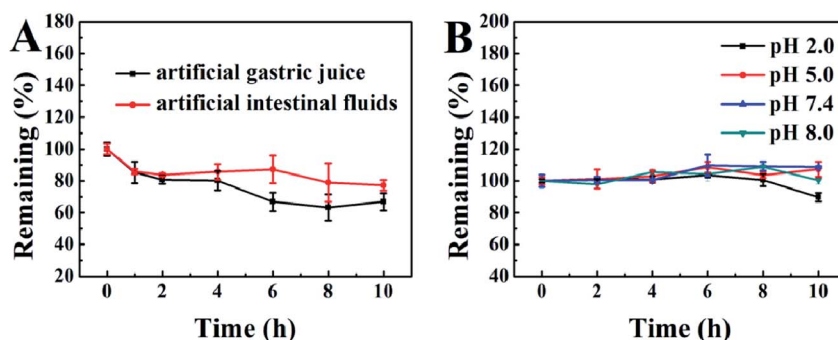 A
Remaining (%)
180
160
140
120
100
80
60
40
20
artificial gastric juice
artificial intestinal fluids
0 2 4 6 8 10
Time (h)
B
Remaining (%)
200
180
160
140
120
100
80
60
40
pH 2.0
pH 5.0
pH 7.4
pH 8.0
0 2 4 6 8 10
Time (h)